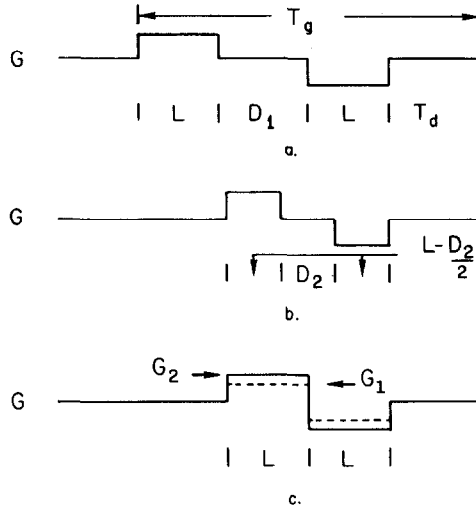 T_g
G
| L | D_1 | L | T_d
a.
G
L-D_2/2
| | D_2 | |
b.
G_2
G_1
G
| L | L |
c.